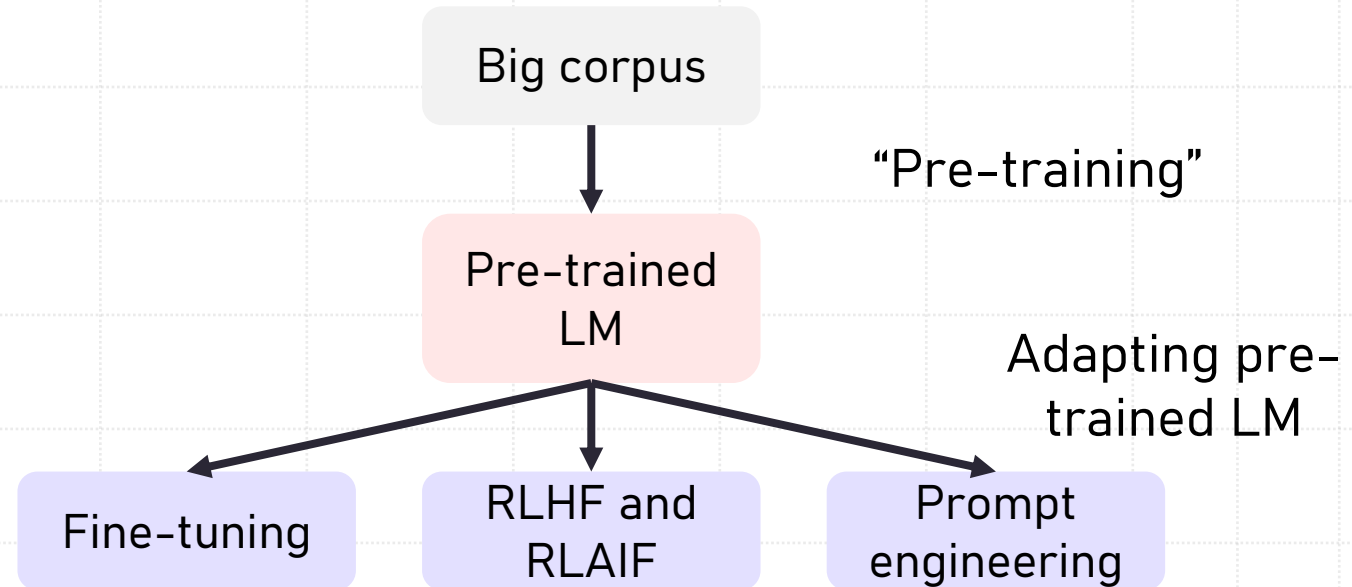 Big corpus
“Pre-training”
Pre-trained
LM
Adapting pre-
trained LM
Fine-tuning
RLHF and
RLAIF
Prompt
engineering